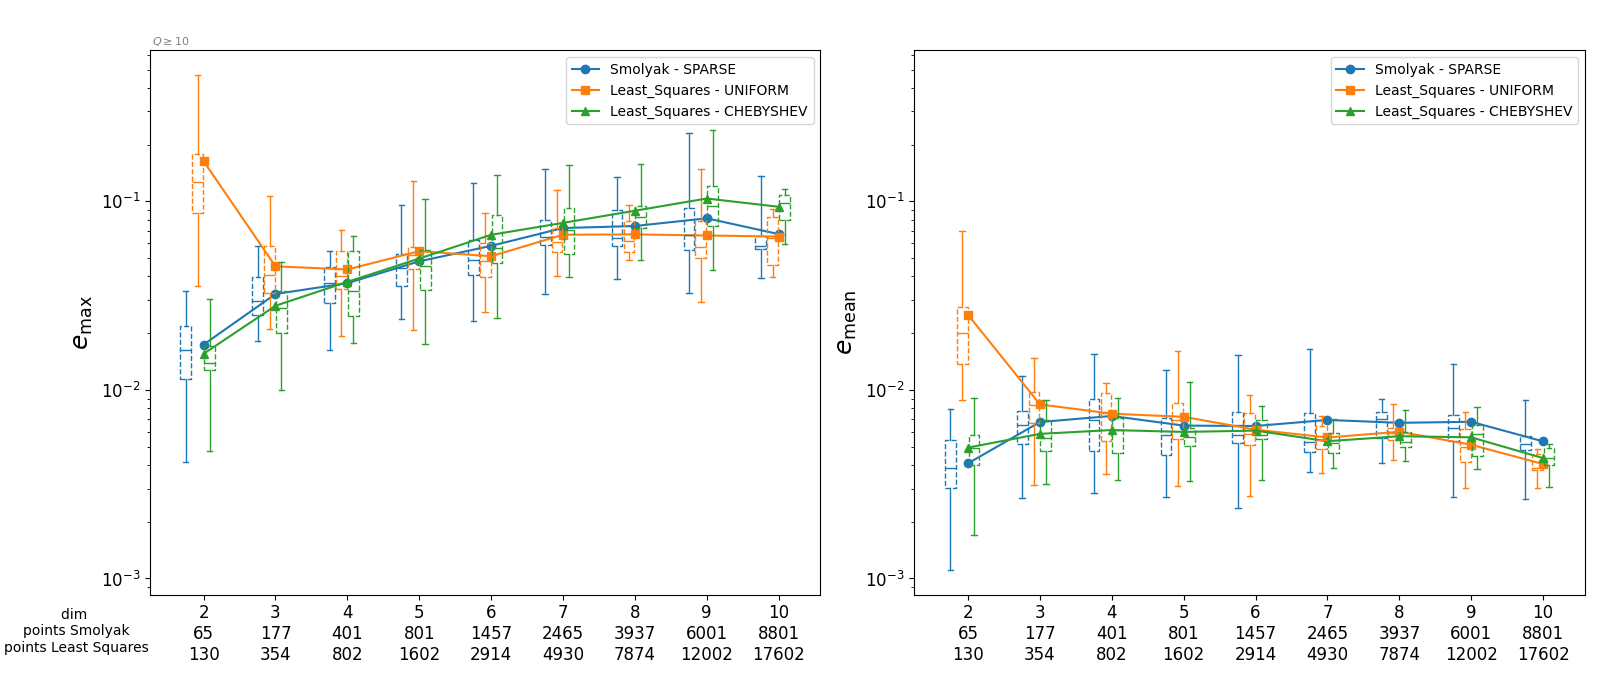 Q ≥ 10
Smolyak - SPARSE
Least_Squares - UNIFORM
Least_Squares - CHEBYSHEV
e_max
10⁻¹
10⁻²
10⁻³
dim 2 3 4 5 6 7 8 9 10
points Smolyak 65 177 401 801 1457 2465 3937 6001 8801
points Least Squares 130 354 802 1602 2914 4930 7874 12002 17602
Smolyak - SPARSE
Least_Squares - UNIFORM
Least_Squares - CHEBYSHEV
e_mean
10⁻¹
10⁻²
10⁻³
2 3 4 5 6 7 8 9 10
65 177 401 801 1457 2465 3937 6001 8801
130 354 802 1602 2914 4930 7874 12002 17602